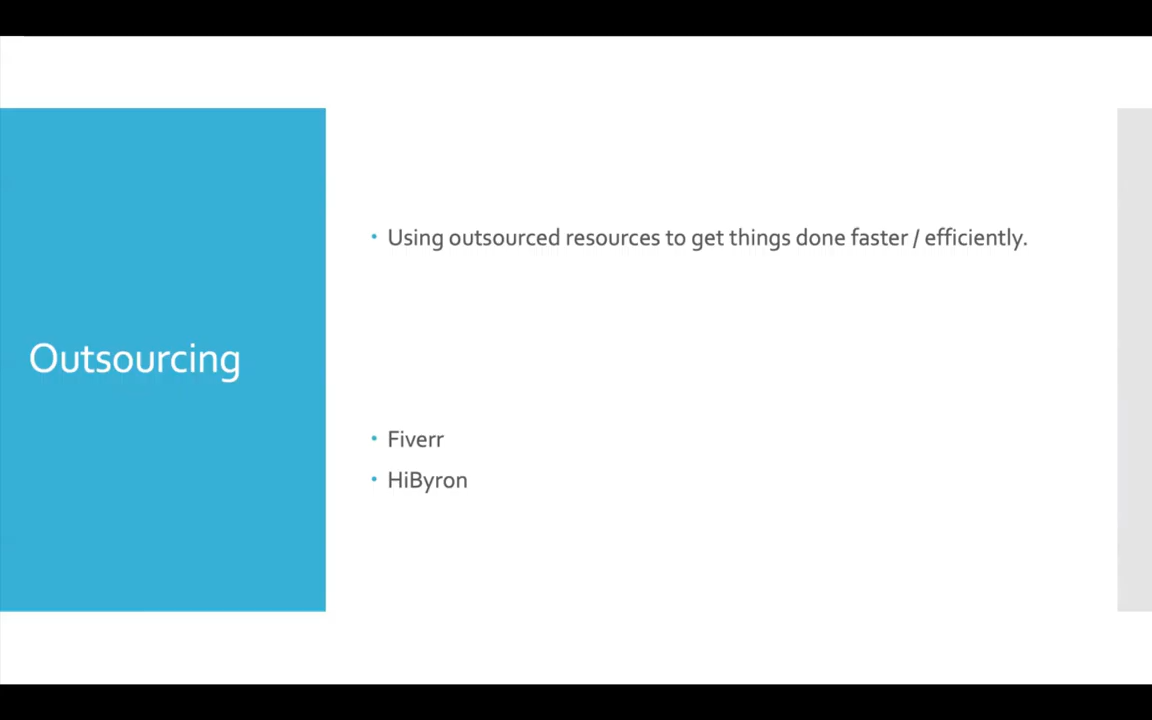 Outsourcing
Using outsourced resources to get things done faster / efficiently.
Fiverr
HiByron